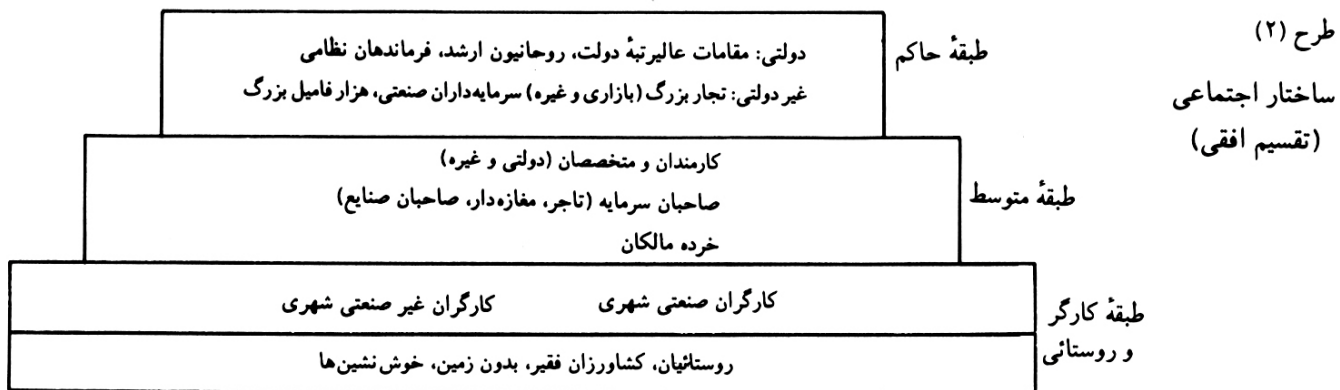 طرح (۲)
ساختار اجتماعی
(تقسیم افقی)
طبقهٔ حاکم
دولتی: مقامات عالیرتبهٔ دولت، روحانیون ارشد، فرماندهان نظامی
غیر دولتی: تجار بزرگ (بازاری و غیره) سرمایه‌داران صنعتی، هزار فامیل بزرگ
طبقهٔ متوسط
کارمندان و متخصصان (دولتی و غیره)
صاحبان سرمایه (تاجر، مغازه‌دار، صاحبان صنایع)
خرده مالکان
طبقهٔ کارگر
و روستائی
کارگران صنعتی شهری کارگران غیر صنعتی شهری
روستائیان، کشاورزان فقیر، بدون زمین، خوش‌نشین‌ها